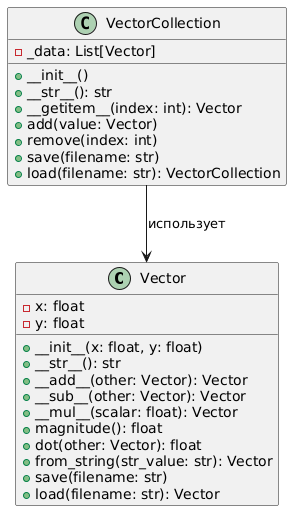 C VectorCollection
_data: List[Vector]
__init__()
__str__(): str
__getitem__(index: int): Vector
add(value: Vector)
remove(index: int)
save(filename: str)
load(filename: str): VectorCollection
использует
C Vector
x: float
y: float
__init__(x: float, y: float)
__str__(): str
__add__(other: Vector): Vector
__sub__(other: Vector): Vector
__mul__(scalar: float): Vector
magnitude(): float
dot(other: Vector): float
from_string(str_value: str): Vector
save(filename: str)
load(filename: str): Vector